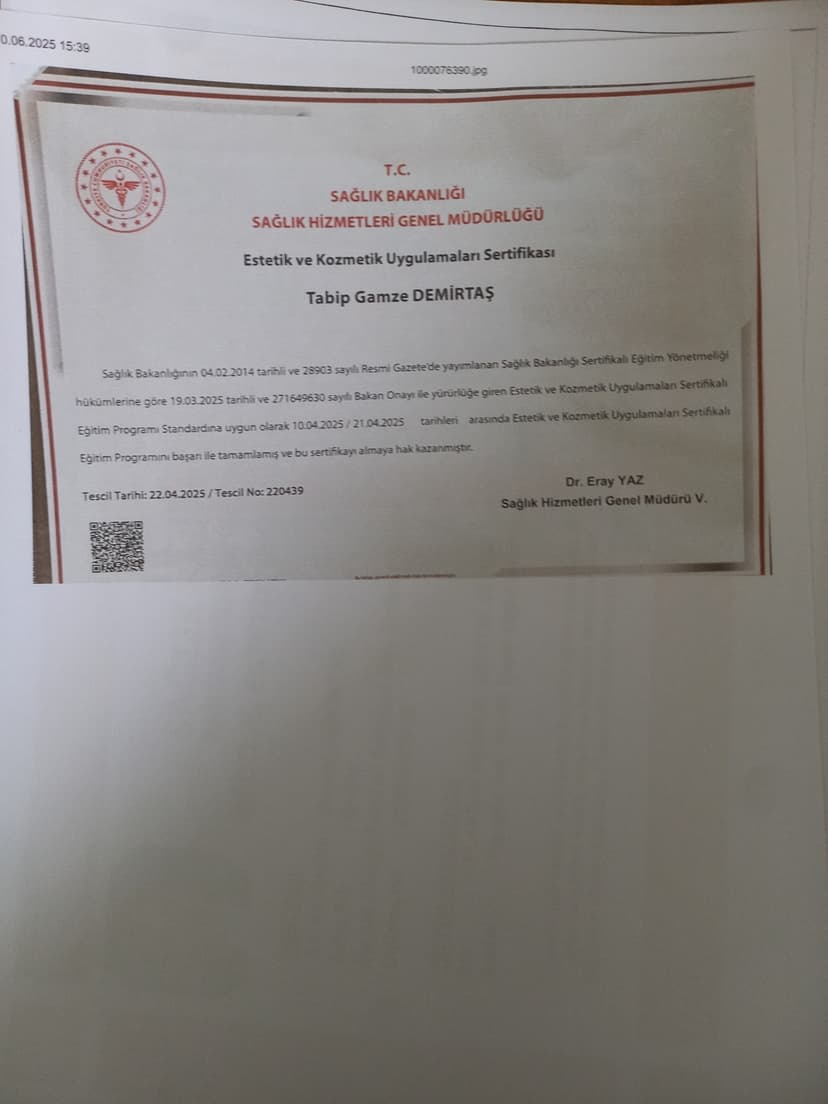 0.06.2025 15:39
1000076390.jpg
T.C.
SAĞLIK BAKANLIĞI
SAĞLIK HİZMETLERİ GENEL MÜDÜRLÜĞÜ
Estetik ve Kozmetik Uygulamaları Sertifikası
Tabip Gamze DEMİRTAŞ
Sağlık Bakanlığının 04.02.2014 tarihli ve 28903 sayılı Resmi Gazete'de yayımlanan Sağlık Bakanlığı Sertifikalı Eğitim Yönetmeliği
hükümlerine göre 19.03.2025 tarihli ve 271649630 sayılı Bakan Onayı ile yürürlüğe giren Estetik ve Kozmetik Uygulamaları Sertifikalı
Eğitim Programı Standardına uygun olarak 10.04.2025 / 21.04.2025 tarihleri arasında Estetik ve Kozmetik Uygulamaları Sertifikalı
Eğitim Programını başarı ile tamamlamış ve bu sertifikayı almaya hak kazanmıştır.
Dr. Eray YAZ
Tescil Tarihi: 22.04.2025 / Tescil No: 220439
Sağlık Hizmetleri Genel Müdürü V.